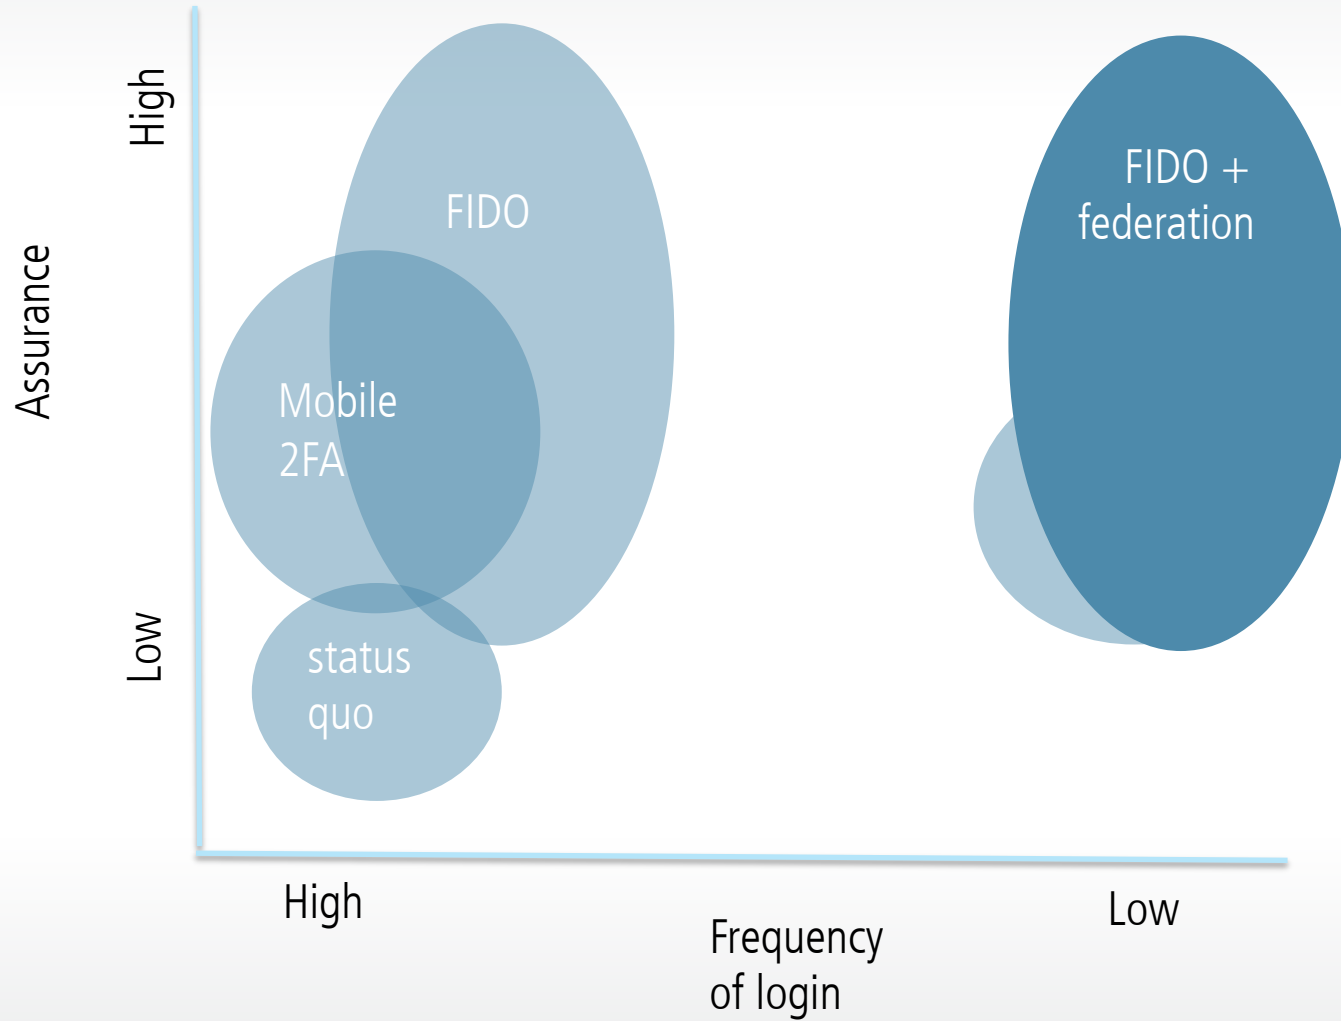 High
Assurance
Low
FIDO
Mobile
2FA
status
quo
FIDO +
federation
High
Low
Frequency
of login